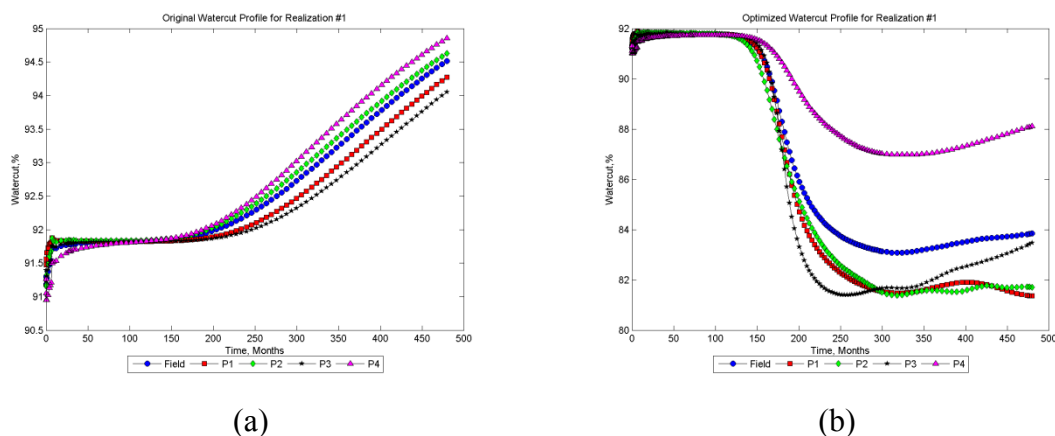 Original Watercut Profile for Realization #1
95
94.5
94
93.5
93
92.5
92
91.5
91
90.5
Watercut,%
0 50 100 150 200 250 300 350 400 450 500
Time, Months
Field P1 P2 P3 P4
(a)
Optimized Watercut Profile for Realization #1
92
90
88
86
84
82
80
Watercut,%
0 50 100 150 200 250 300 350 400 450 500
Time, Months
Field P1 P2 P3 P4
(b)